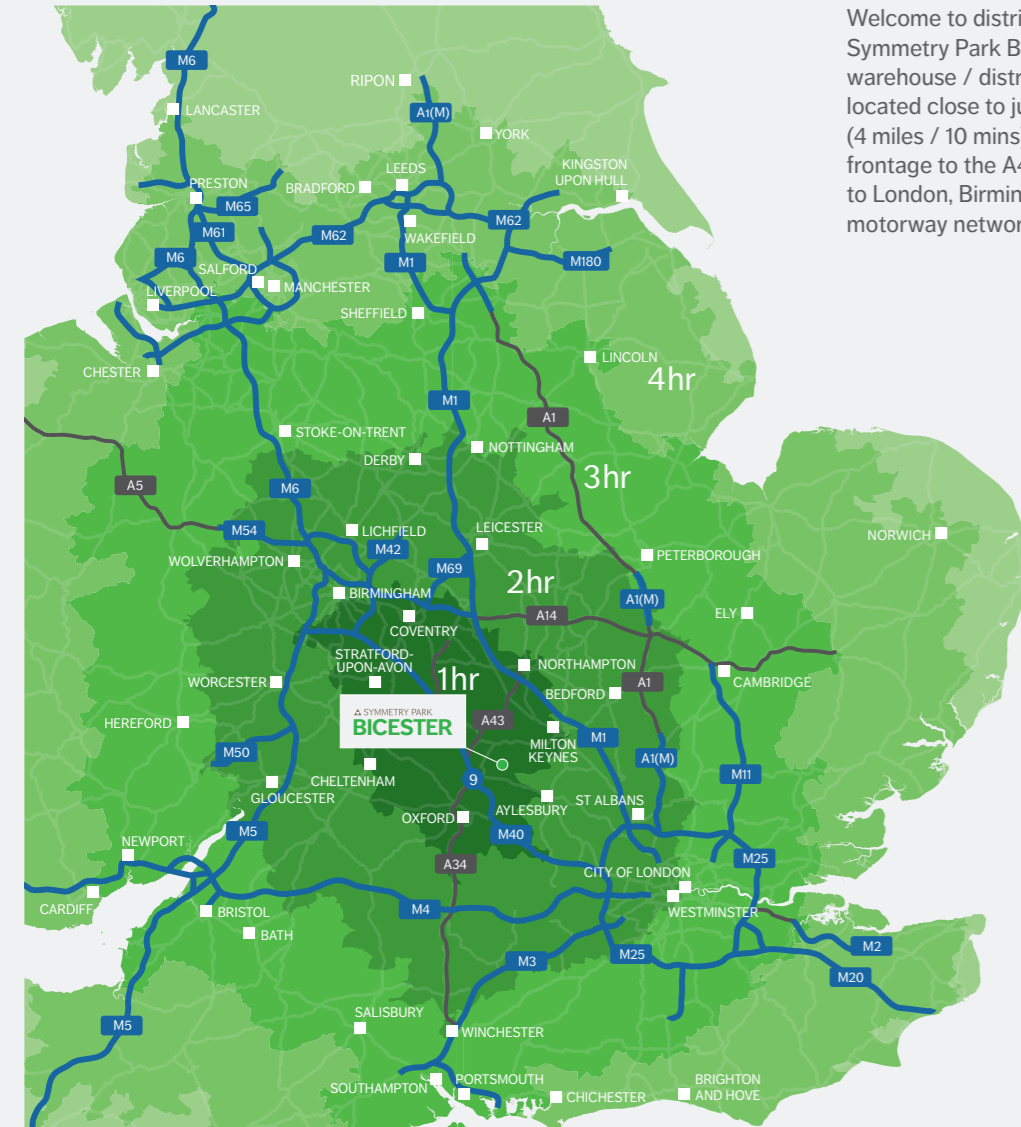 Welcome to distri
Symmetry Park B
warehouse / distr
located close to ju
(4 miles / 10 mins
frontage to the A4
to London, Birmin
motorway networ
M6
RIPON
LANCASTER
A1(M)
YORK
KINGSTON
UPON HULL
LEEDS
BRADFORD
PRESTON
M65
M61
M62
M62
WAKEFIELD
M6
SALFORD
M1
M180
LIVERPOOL
MANCHESTER
SHEFFIELD
LINCOLN
CHESTER
4hr
M1
A1
STOKE-ON-TRENT
NOTTINGHAM
DERBY
3hr
A5
M6
M54
LICHFIELD
LEICESTER
NORWICH
M42
WOLVERHAMPTON
PETERBOROUGH
M69
2hr
BIRMINGHAM
A1(M)
A14
ELY
COVENTRY
STRATFORD-
UPON-AVON
NORTHAMPTON
1hr
WORCESTER
BEDFORD
A1
CAMBRIDGE
SYMMETRY PARK
BICESTER
HEREFORD
A43
MILTON
KEYNES
M1
M50
A1(M)
CHELTENHAM
9
M11
GLOUCESTER
AYLESBURY
ST ALBANS
OXFORD
M5
M40
NEWPORT
A34
M25
CITY OF LONDON
CARDIFF
BRISTOL
M4
WESTMINSTER
BATH
M2
M3
M25
M20
SALISBURY
M5
WINCHESTER
SOUTHAMPTON
PORTSMOUTH
CHICHESTER
BRIGHTON
AND HOVE